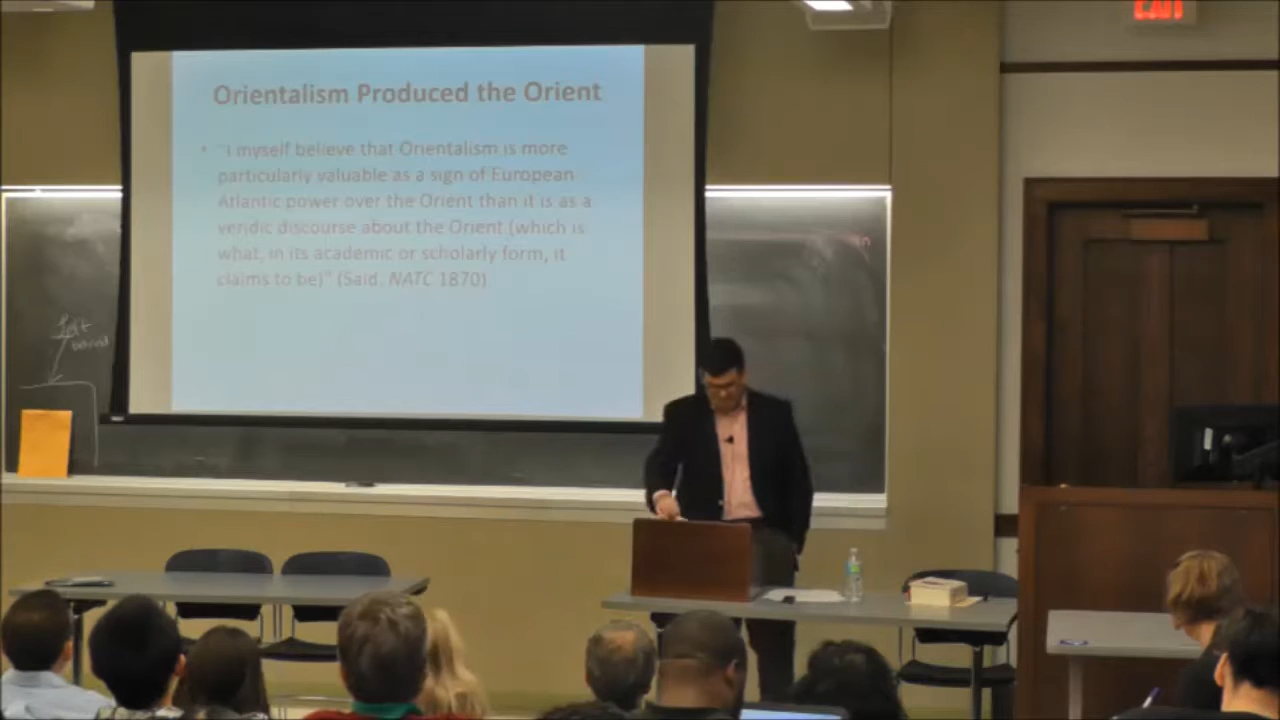 EXIT
Orientalism Produced the Orient
• "I myself believe that Orientalism is more
particularly valuable as a sign of European
Atlantic power over the Orient than it is as a
veridic discourse about the Orient (which is
what, in its academic or scholarly form, it
claims to be)" (Said, NATC 1870)
Left
behind